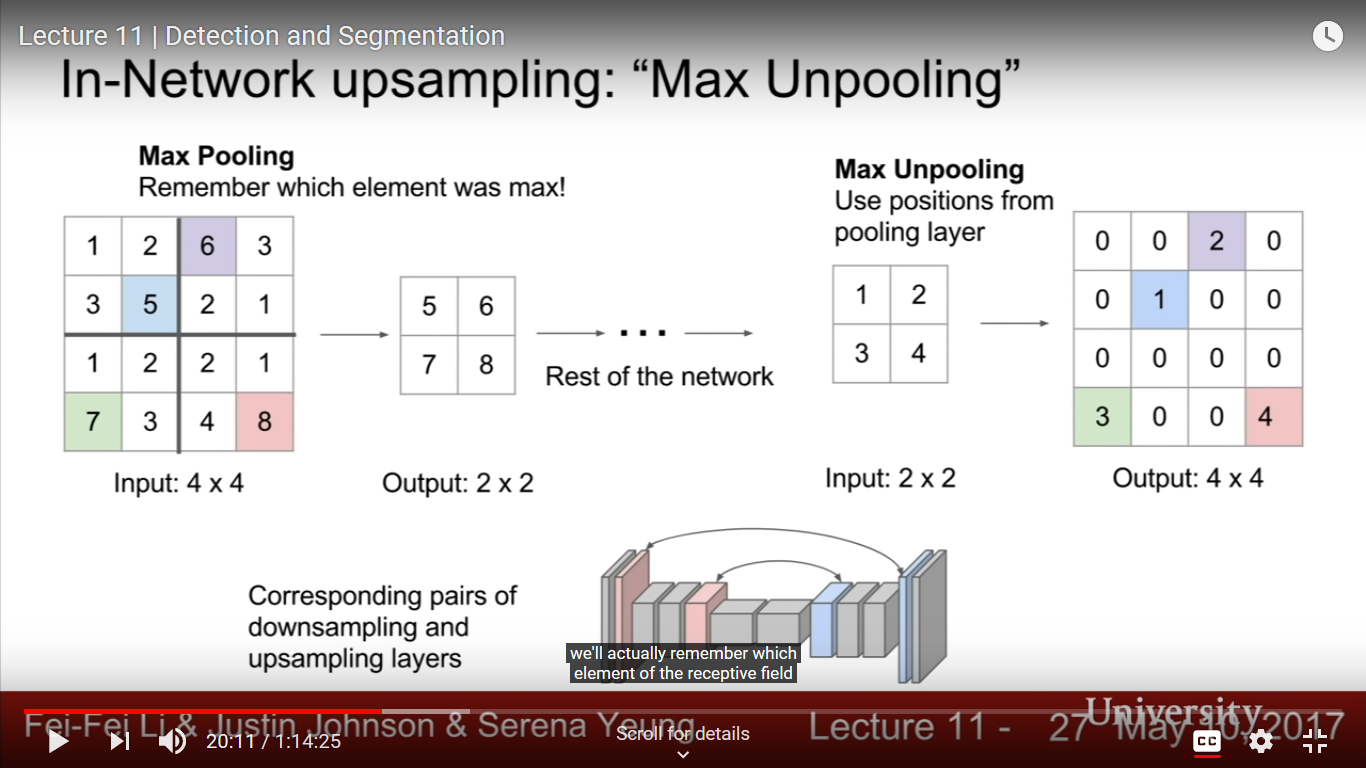 Lecture 11 | Detection and Segmentation
In-Network upsampling: “Max Unpooling”
Max Pooling
Remember which element was max!
1 2 6 3
3 5 2 1
1 2 2 1
7 3 4 8
Input: 4 x 4
5 6
7 8
Output: 2 x 2
...
Rest of the network
Max Unpooling
Use positions from
pooling layer
1 2
3 4
Input: 2 x 2
0 0 2 0
0 1 0 0
0 0 0 0
3 0 0 4
Output: 4 x 4
Corresponding pairs of
downsampling and
upsampling layers
we'll actually remember which
element of the receptive field
Fei-Fei Li & Justin Johnson & Serena Yeung
Lecture 11 - 27
University
May 10, 2017
20:11 / 1:14:25
Scroll for details
CC